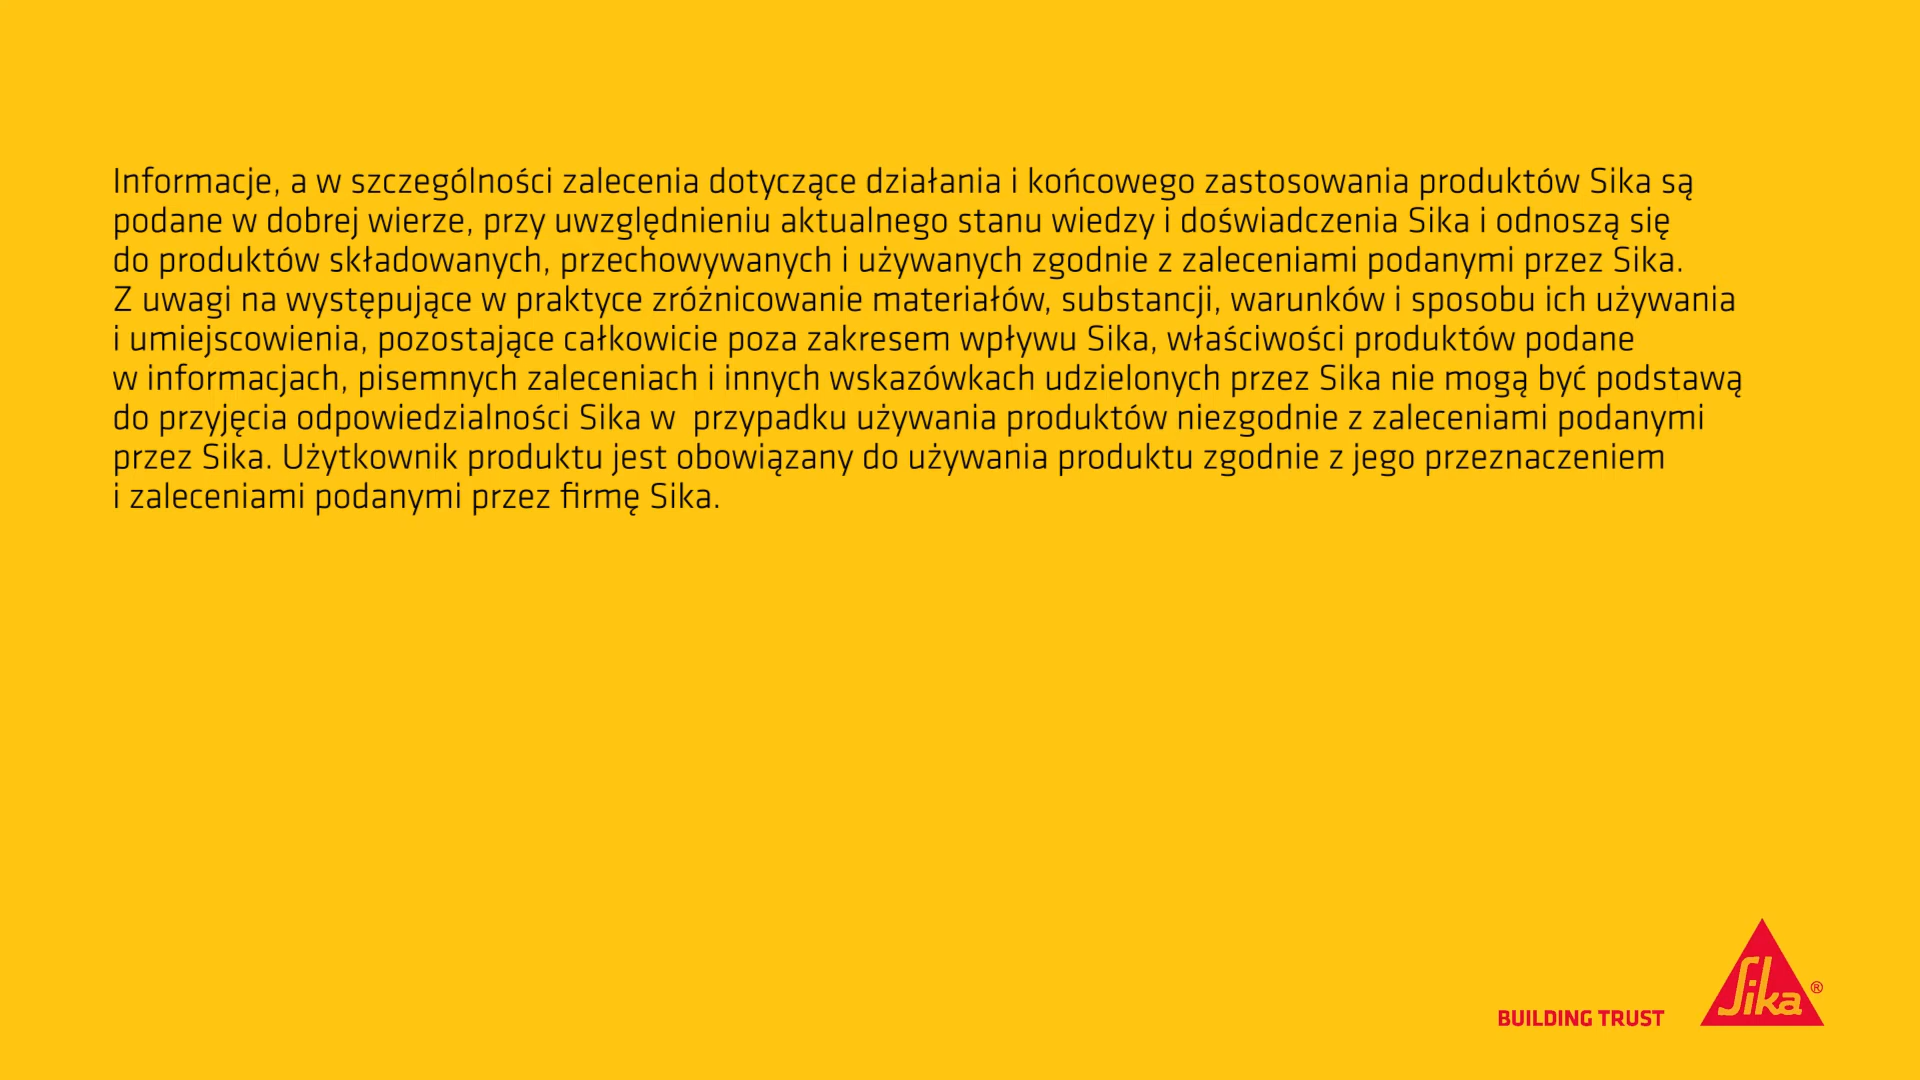 Informacje, a w szczególności zalecenia dotyczące działania i końcowego zastosowania produktów Sika są
podane w dobrej wierze, przy uwzględnieniu aktualnego stanu wiedzy i doświadczenia Sika i odnoszą się
do produktów składowanych, przechowywanych i używanych zgodnie z zaleceniami podanymi przez Sika.
Z uwagi na występujące w praktyce zróżnicowanie materiałów, substancji, warunków i sposobu ich używania
i umiejscowienia, pozostające całkowicie poza zakresem wpływu Sika, właściwości produktów podane
w informacjach, pisemnych zaleceniach i innych wskazówkach udzielonych przez Sika nie mogą być podstawą
do przyjęcia odpowiedzialności Sika w  przypadku używania produktów niezgodnie z zaleceniami podanymi
przez Sika. Użytkownik produktu jest obowiązany do używania produktu zgodnie z jego przeznaczeniem
i zaleceniami podanymi przez firmę Sika.
BUILDING TRUST
Sika®